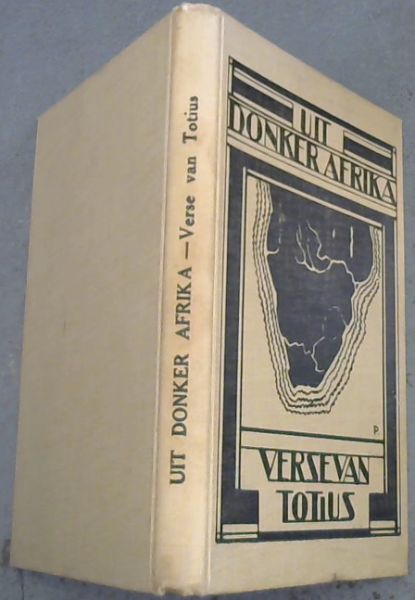 UIT DONKER AFRIKA — Verse van Totius
UIT
DONKER AFRIKA
P.
VERSE VAN
TOTIUS